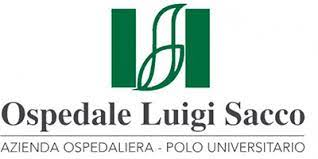 Ospedale Luigi Sacco
AZIENDA OSPEDALIERA - POLO UNIVERSITARIO